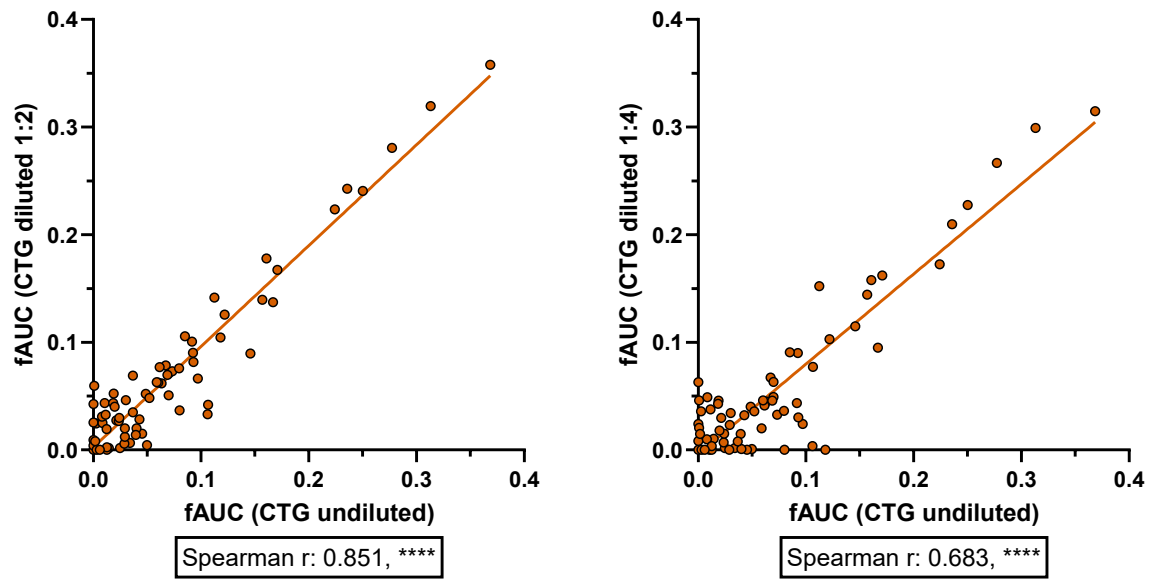 0.4
0.3
0.2
0.1
0.0
fAUC (CTG diluted 1:2)
0.0 0.1 0.2 0.3 0.4
fAUC (CTG undiluted)
Spearman r: 0.851, ****
0.4
0.3
0.2
0.1
0.0
fAUC (CTG diluted 1:4)
0.0 0.1 0.2 0.3 0.4
fAUC (CTG undiluted)
Spearman r: 0.683, ****